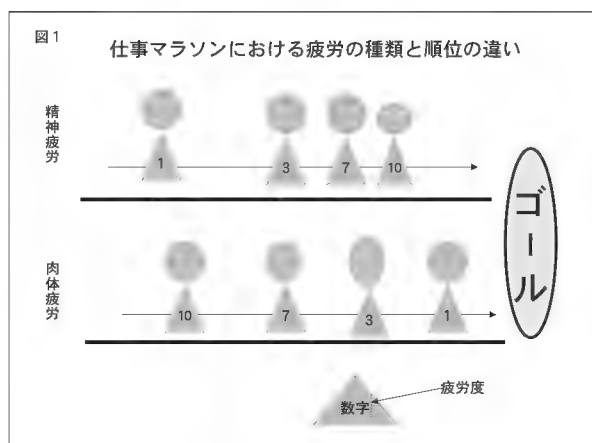 図1
仕事マラソンにおける疲労の種類と順位の違い
精神疲労
1
3
7
10
ゴール
肉体疲労
10
7
3
1
数字
疲労度